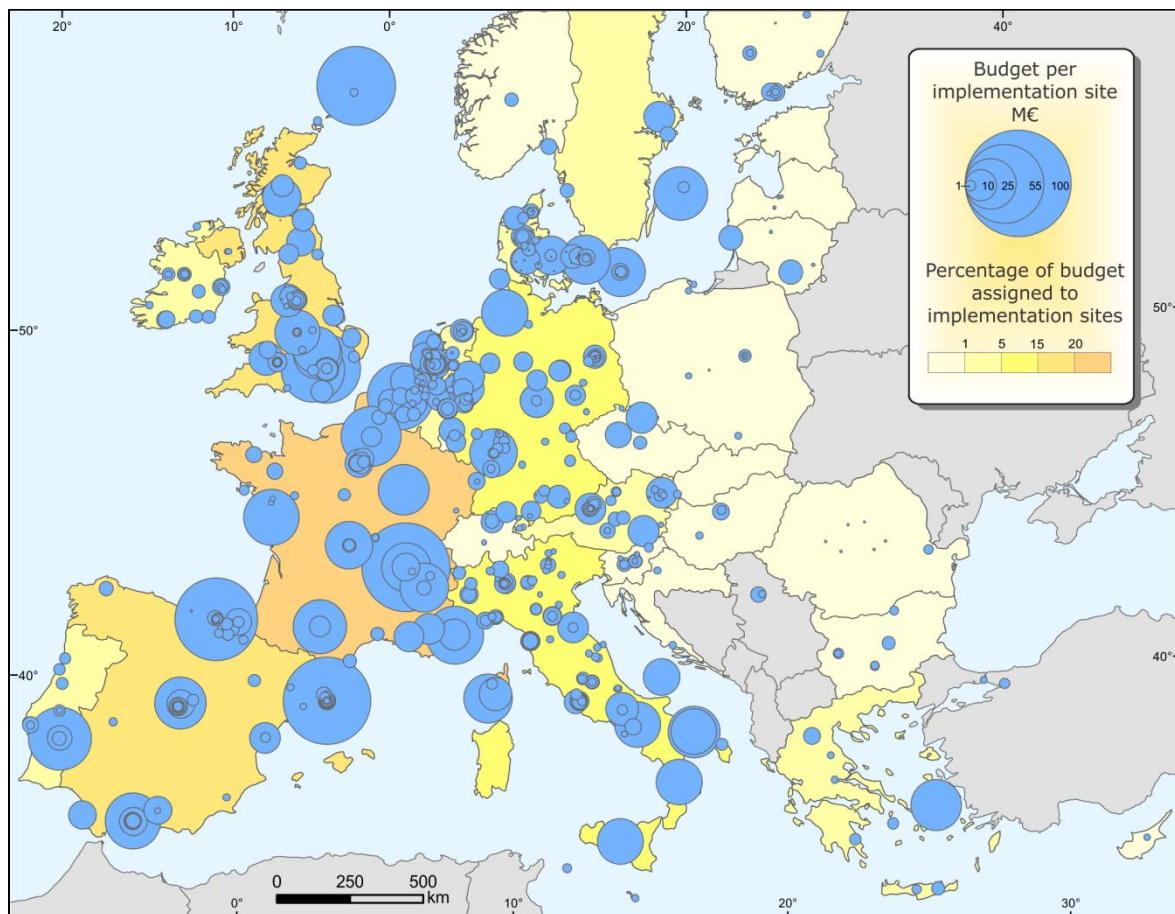 20° 10° 0° 20° 40°
Budget per
implementation site
M€
1 10 25 55 100
Percentage of budget
assigned to
implementation sites
1 5 15 20
50° 50°
40° 40°
0 250 500
km
0° 10° 20° 30°